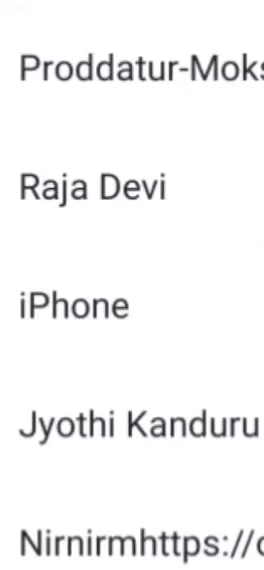 Proddatur-Moks
Raja Devi
iPhone
Jyothi Kanduru
Nirnirmhttps://c